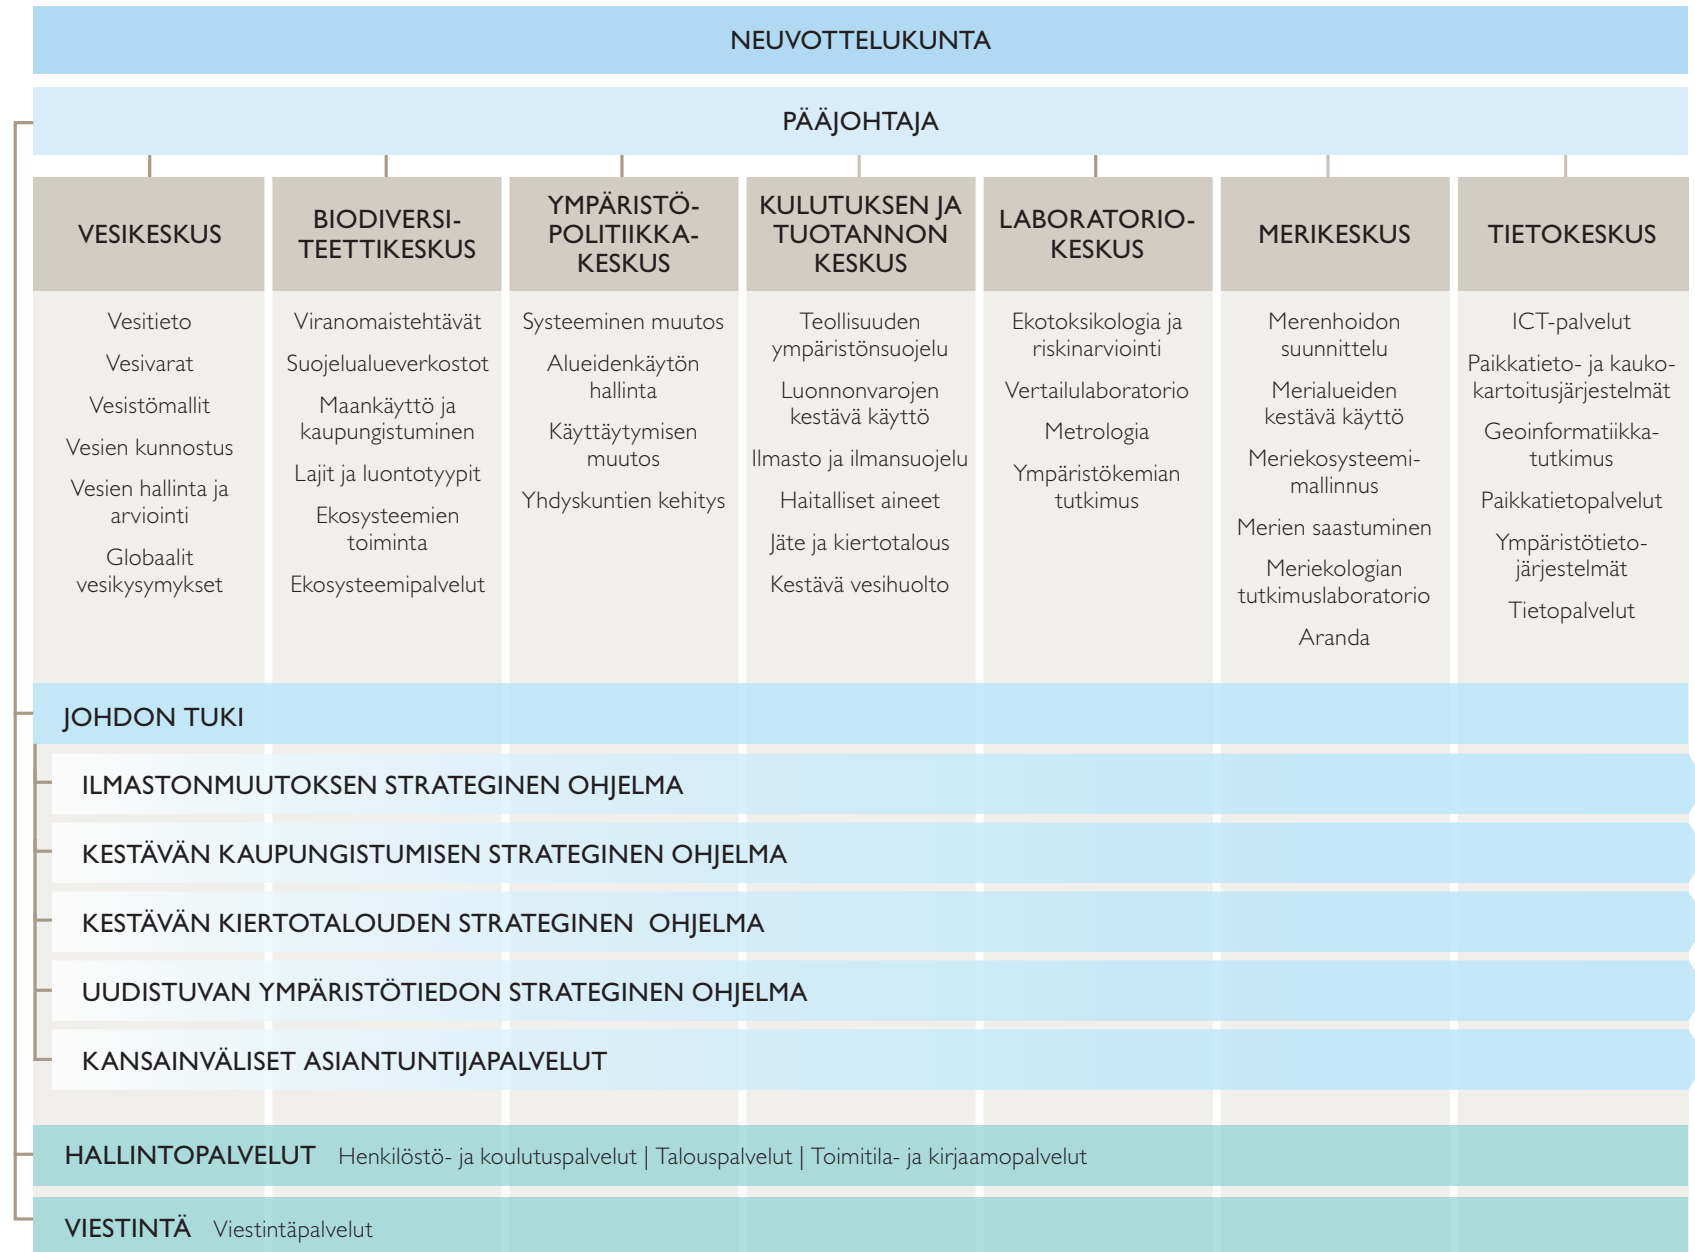 NEUVOTTELUKUNTA
PÄÄJOHTAJA
VESIKESKUS
Vesitieto
Vesivarat
Vesistömallit
Vesien kunnostus
Vesien hallinta ja
arviointi
Globaalit
vesikysymykset
BIODIVERSI-
TEETTIKESKUS
Viranomaistehtävät
Suojelualueverkostot
Maankäyttö ja
kaupungistuminen
Lajit ja luontotyypit
Ekosysteemien
toiminta
Ekosysteemipalvelut
YMPÄRISTÖ-
POLITIIKKA-
KESKUS
Systeeminen muutos
Alueidenkäytön
hallinta
Käyttäytymisen
muutos
Yhdyskuntien kehitys
KULUTUKSEN JA
TUOTANNON
KESKUS
Teollisuuden
ympäristönsuojelu
Luonnonvarojen
kestävä käyttö
Ilmasto ja ilmansuojelu
Haitalliset aineet
Jäte ja kiertotalous
Kestävä vesihuolto
LABORATORIO-
KESKUS
Ekotoksikologia ja
riskinarviointi
Vertailulaboratorio
Metrologia
Ympäristökemian
tutkimus
MERIKESKUS
Merenhoidon
suunnittelu
Merialueiden
kestävä käyttö
Meriekosysteemi-
mallinnus
Merien saastuminen
Meriekologian
tutkimuslaboratorio
Aranda
TIETOKESKUS
ICT-palvelut
Paikkatieto- ja kauko-
kartoitusjärjestelmät
Geoinformatiikka-
tutkimus
Paikkatietopalvelut
Ympäristötieto-
järjestelmät
Tietopalvelut
JOHDON TUKI
ILMASTONMUUTOKSEN STRATEGINEN OHJELMA
KESTÄVÄN KAUPUNGISTUMISEN STRATEGINEN OHJELMA
KESTÄVÄN KIERTOTALOUDEN STRATEGINEN OHJELMA
UUDISTUVAN YMPÄRISTÖTIEDON STRATEGINEN OHJELMA
KANSAINVÄLISET ASIANTUNTIJAPALVELUT
HALLINTOPALVELUT Henkilöstö- ja koulutuspalvelut | Talouspalvelut | Toimitila- ja kirjaamopalvelut
VIESTINTÄ Viestintäpalvelut